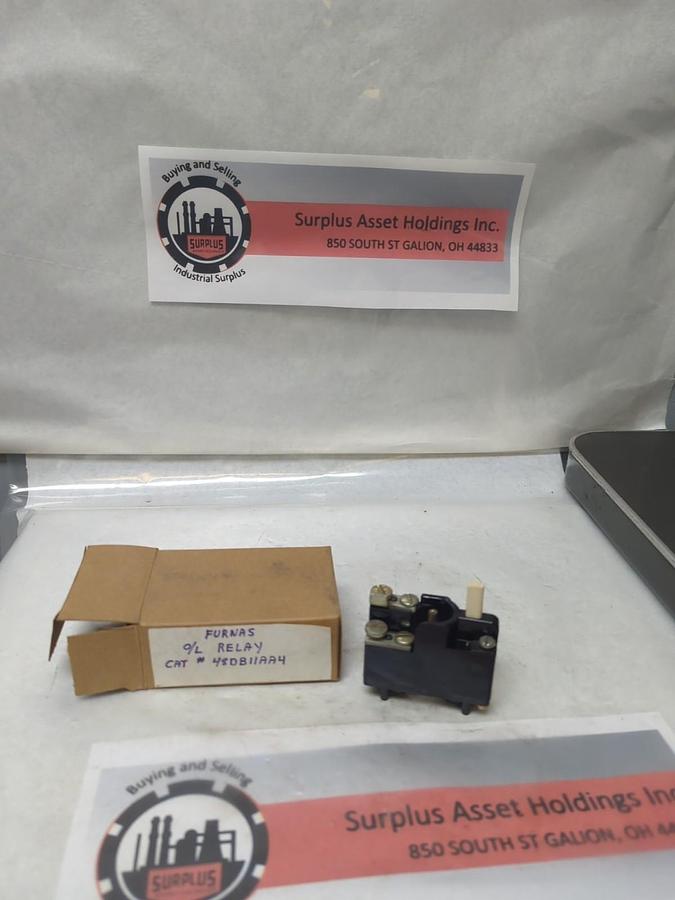 Buying and Selling
SURPLUS
Industrial Surplus
Surplus Asset Holdings Inc.
850 SOUTH ST GALION, OH 44833
FURNAS
O/L RELAY
CAT # 48DB11AA4
Buying and Selling
SURPLUS
Surplus Asset Holdings Inc
850 SOUTH ST GALION, OH 44